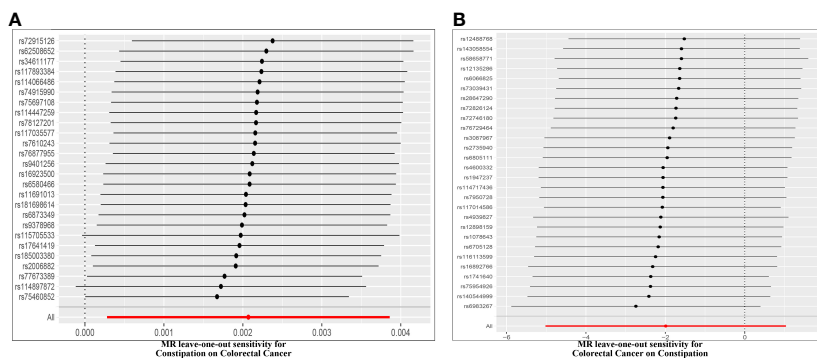 A
rs72915126
rs62508652
rs34611177
rs117893384
rs114066486
rs74915990
rs75697108
rs114447259
rs78127201
rs117035577
rs7610243
rs76877955
rs9401256
rs16923500
rs6580466
rs11691013
rs181698614
rs6873349
rs9378968
rs115705533
rs17641419
rs185003380
rs2006882
rs77673389
rs114897872
rs75460852
All
0.000 0.001 0.002 0.003 0.004
MR leave-one-out sensitivity for
Constipation on Colorectal Cancer
B
rs12488768
rs143058554
rs58658771
rs12135286
rs6066825
rs73039431
rs28647280
rs72826124
rs72746180
rs76729464
rs3087967
rs2735940
rs6805111
rs4600332
rs1947237
rs114717436
rs7950728
rs117014586
rs4939827
rs12898159
rs1078643
rs6705128
rs116113599
rs16892766
rs1741640
rs75954926
rs140544999
rs6983267
All
−6 −4 −2 0
MR leave-one-out sensitivity for
Colorectal Cancer on Constipation